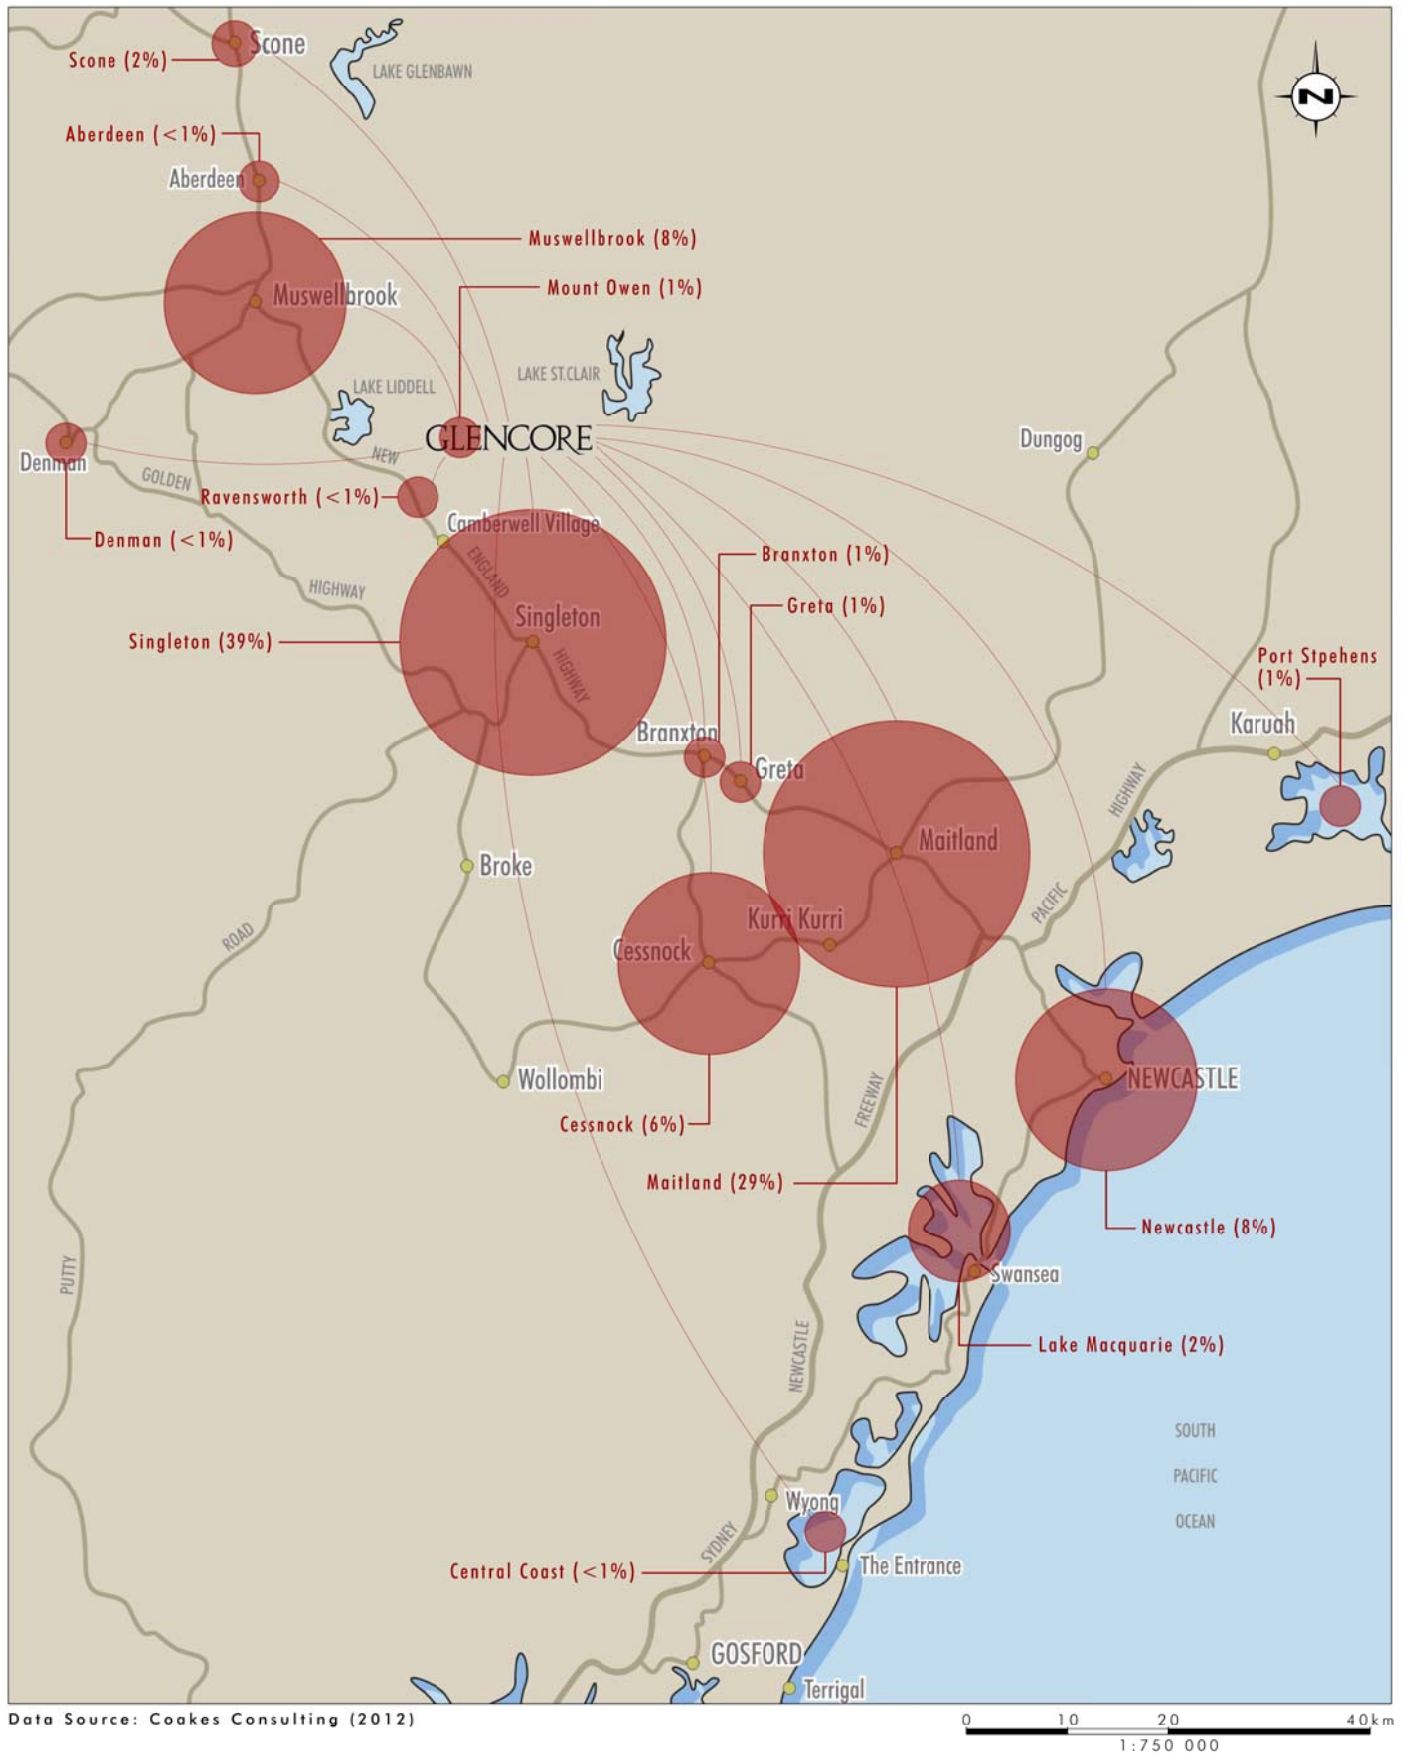 Scone
Scone (2%)
LAKE GLENBAWN
N
Aberdeen (<1%)
Aberdeen
Muswellbrook (8%)
Mount Owen (1%)
Muswellbrook
LAKE ST.CLAIR
LAKE LIDDELL
GLENCORE
Dungog
Denman
NEW
GOLDEN
Ravensworth (<1%)
Camberwell Village
Denman (<1%)
Branxton (1%)
ENGLAND
HIGHWAY
Greta (1%)
Singleton
Singleton (39%)
Port Stpehens
(1%)
HIGHWAY
Karuah
Branxton
Greta
HIGHWAY
Maitland
Broke
PACIFIC
Kurri Kurri
Cessnock
ROAD
Wollombi
NEWCASTLE
FREEWAY
Cessnock (6%)
Maitland (29%)
Newcastle (8%)
PUTTY
Swansea
Lake Macquarie (2%)
NEWCASTLE
SOUTH
PACIFIC
OCEAN
Wyong
SYDNEY
Central Coast (<1%)
The Entrance
GOSFORD
Terrigal
Data Source: Coakes Consulting (2012)
0 10 20 40km
1:750 000